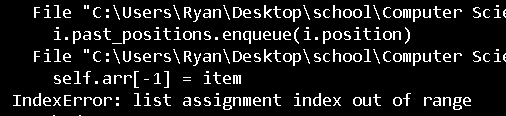 File "C:\Users\Ryan\Desktop\school\Computer Scie
i.past_positions.enqueue(i.position)
File "C:\Users\Ryan\Desktop\school\Computer Scie
self.arr[-1] = item
IndexError: list assignment index out of range